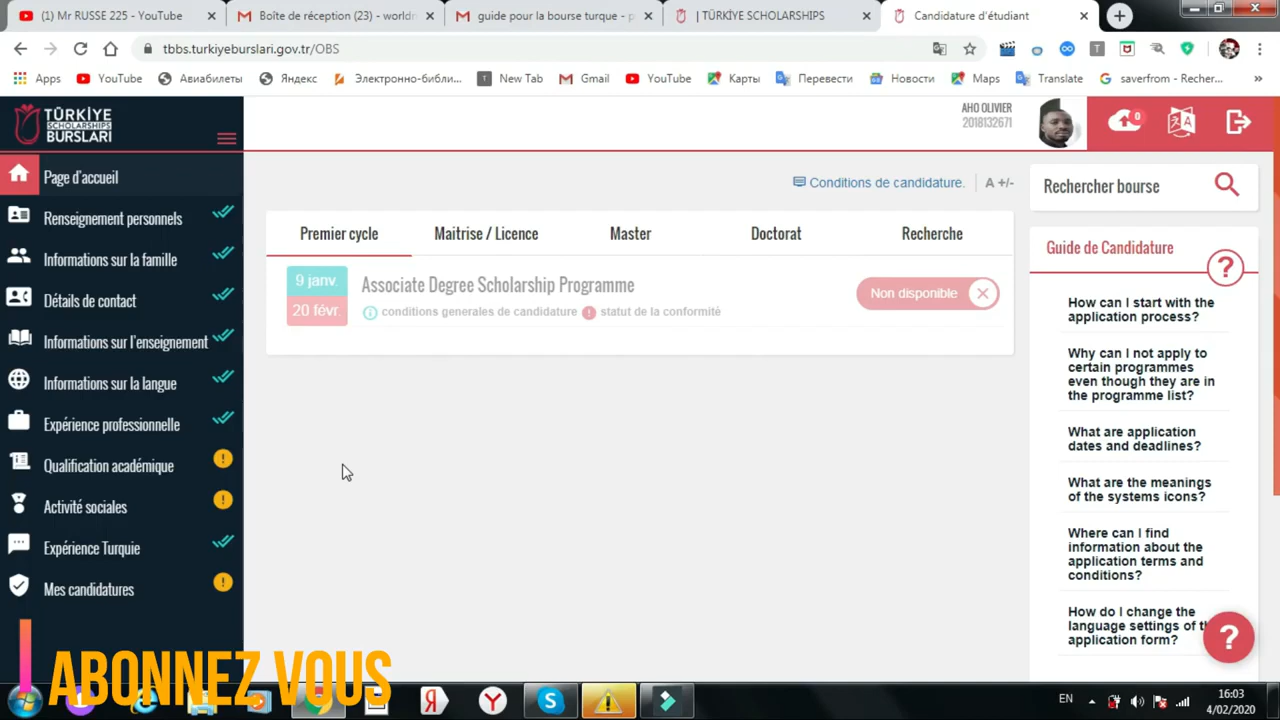 (1) Mr RUSSE 225 - YouTube
Boîte de réception (23) - worldr
guide pour la bourse turque - p
| TÜRKİYE SCHOLARSHIPS
Candidature d'étudiant
tbbs.turkiyeburslari.gov.tr/OBS
Apps
YouTube
Авиабилеты
Яндекс
Электронно-библи...
New Tab
Gmail
YouTube
Карты
Перевести
Новости
Maps
Translate
saverfrom - Recher...
»
TÜRKİYE
SCHOLARSHIPS
BURSLARI
AHO OLIVIER
2018132671
0
Page d'accueil
Renseignement personnels
Informations sur la famille
Détails de contact
Informations sur l'enseignement
Informations sur la langue
Expérience professionnelle
Qualification académique
Activité sociales
Expérience Turquie
Mes candidatures
Conditions de candidature.
A +/-
Premier cycle
Maitrise / Licence
Master
Doctorat
Recherche
9 janv.
20 févr.
Associate Degree Scholarship Programme
conditions generales de candidature
statut de la conformité
Non disponible
Rechercher bourse
Guide de Candidature
?
How can I start with the
application process?
Why can I not apply to
certain programmes
even though they are in
the programme list?
What are application
dates and deadlines?
What are the meanings
of the systems icons?
Where can I find
information about the
application terms and
conditions?
How do I change the
language settings of t
application form?
?
ABONNEZ VOUS
EN
16:03
4/02/2020